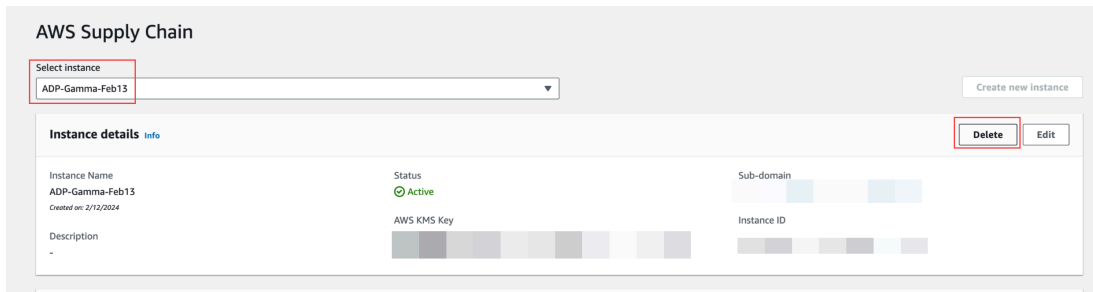 AWS Supply Chain
Select instance
ADP-Gamma-Feb13
Create new instance
Instance details Info
Delete
Edit
Instance Name
ADP-Gamma-Feb13
Created on: 2/12/2024
Description
-
Status
Active
AWS KMS Key
Sub-domain
Instance ID